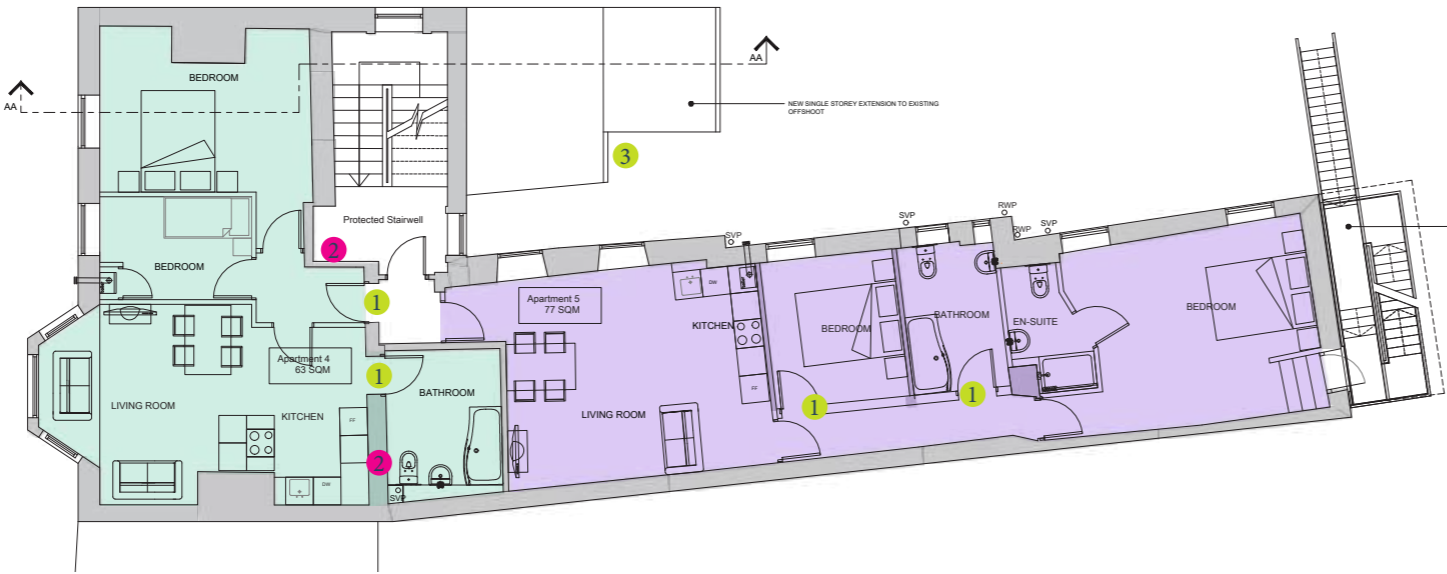 BEDROOM
AA
AA
NEW SINGLE STOREY EXTENSION TO EXISTING
OFFSHOOT
3
Protected Stairwell
2
BEDROOM
1
SVP
SVP
RWP
RWP
SVP
Apartment 5
77 SQM
DW
KITCHEN
BEDROOM
BATHROOM
EN-SUITE
BEDROOM
Apartment 4
63 SQM
1
BATHROOM
LIVING ROOM
KITCHEN
FF
FF
LIVING ROOM
1
1
2
DW
SVP